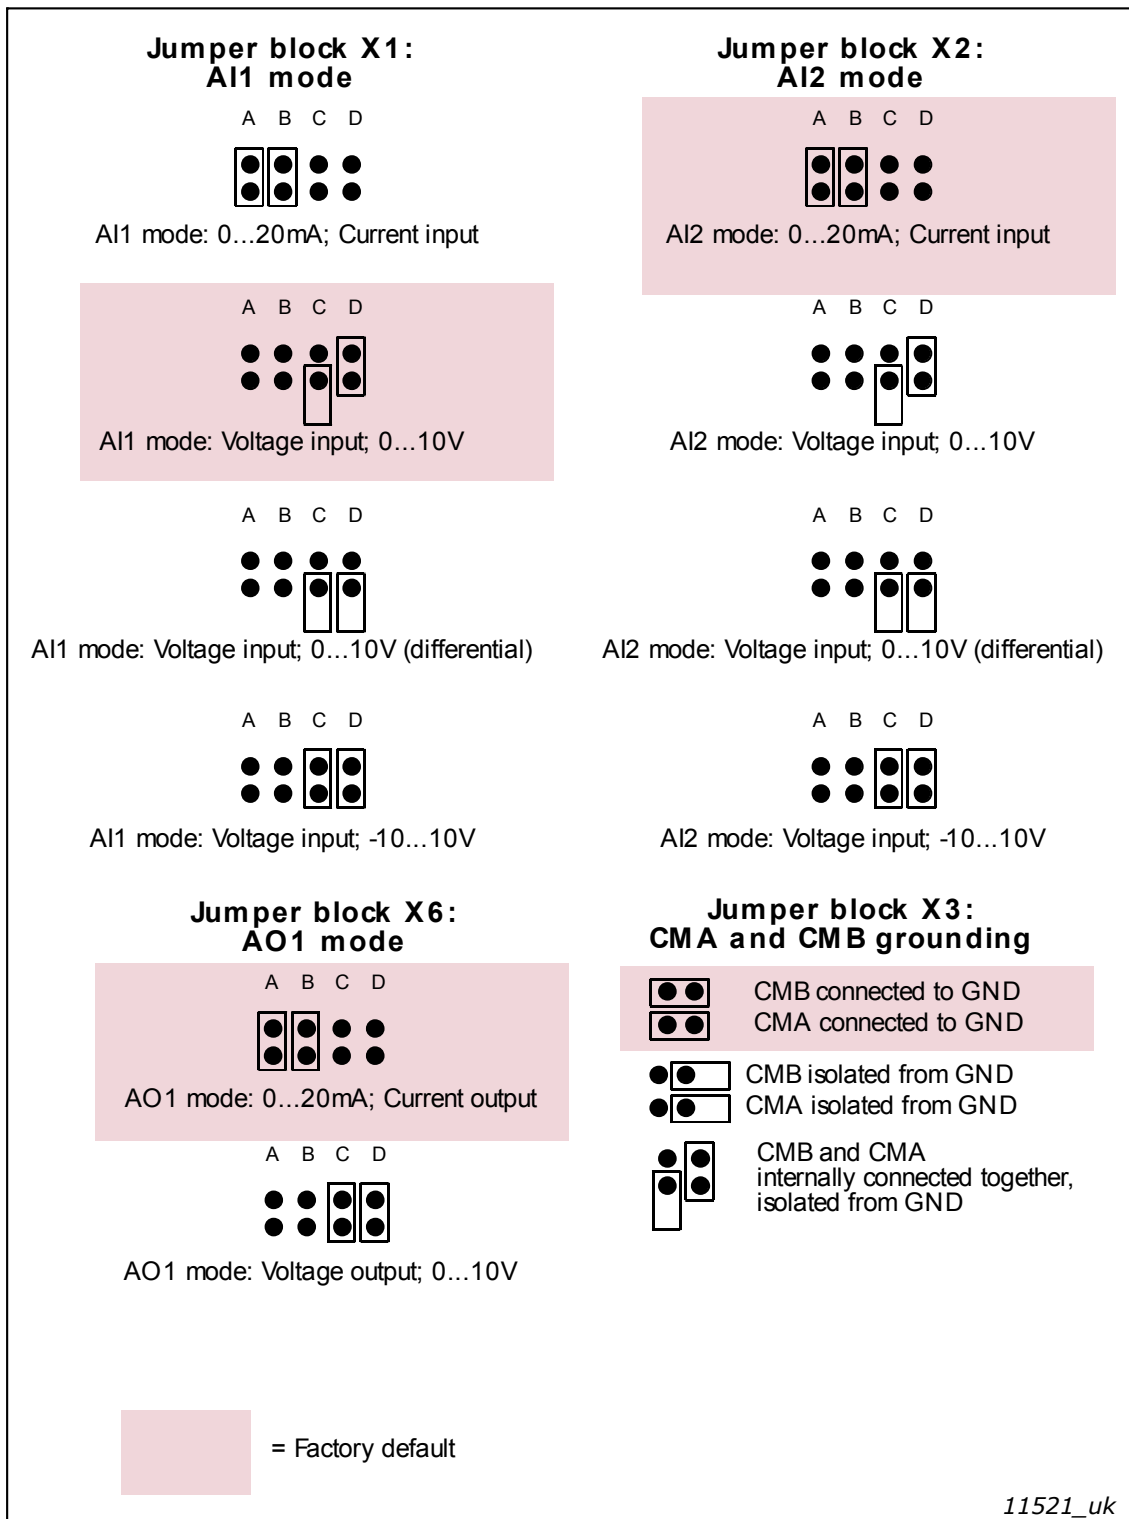 Jumper block X1:
AI1 mode
A B C D
AI1 mode: 0...20mA; Current input
A B C D
AI1 mode: Voltage input; 0...10V
A B C D
AI1 mode: Voltage input; 0...10V (differential)
A B C D
AI1 mode: Voltage input; -10...10V
Jumper block X2:
AI2 mode
A B C D
AI2 mode: 0...20mA; Current input
A B C D
AI2 mode: Voltage input; 0...10V
A B C D
AI2 mode: Voltage input; 0...10V (differential)
A B C D
AI2 mode: Voltage input; -10...10V
Jumper block X6:
AO1 mode
A B C D
AO1 mode: 0...20mA; Current output
A B C D
AO1 mode: Voltage output; 0...10V
Jumper block X3:
CMA and CMB grounding
CMB connected to GND
CMA connected to GND
CMB isolated from GND
CMA isolated from GND
CMB and CMA
internally connected together,
isolated from GND
= Factory default
11521_uk